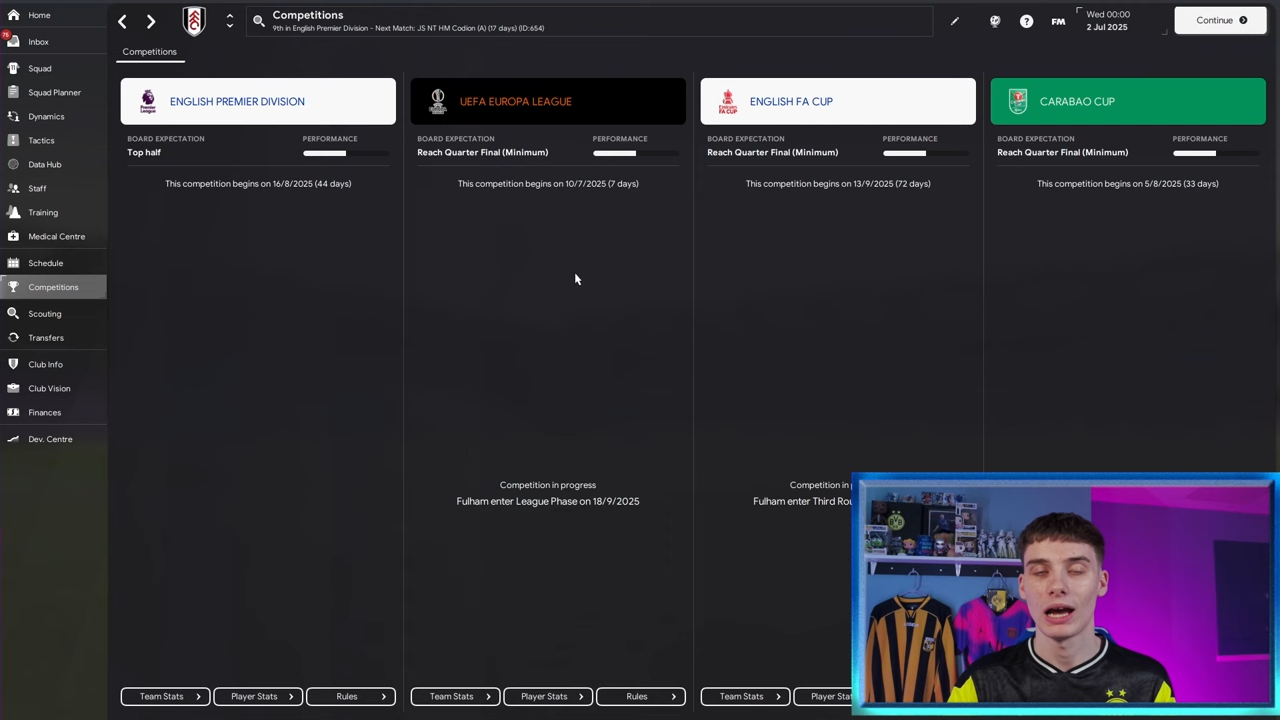 Home
75
Inbox
Squad
Squad Planner
Dynamics
Tactics
Data Hub
Staff
Training
Medical Centre
Schedule
Competitions
Scouting
Transfers
Club Info
Club Vision
Finances
Dev. Centre
Competitions
9th in English Premier Division - Next Match: JS NT HM Codion (A) (17 days) (ID:654)
?
FM
Wed 00:00
2 Jul 2025
Continue
Competitions
Premier League
ENGLISH PREMIER DIVISION
BOARD EXPECTATION
PERFORMANCE
Top half
This competition begins on 16/8/2025 (44 days)
Team Stats
Player Stats
Rules
UEFA EUROPA LEAGUE
BOARD EXPECTATION
PERFORMANCE
Reach Quarter Final (Minimum)
This competition begins on 10/7/2025 (7 days)
Competition in progress
Fulham enter League Phase on 18/9/2025
Team Stats
Player Stats
Rules
FA CUP
ENGLISH FA CUP
BOARD EXPECTATION
PERFORMANCE
Reach Quarter Final (Minimum)
This competition begins on 13/9/2025 (72 days)
Competition in p
Fulham enter Third Rou
Team Stats
Player Stat
CARABAO CUP
BOARD EXPECTATION
PERFORMANCE
Reach Quarter Final (Minimum)
This competition begins on 5/8/2025 (33 days)